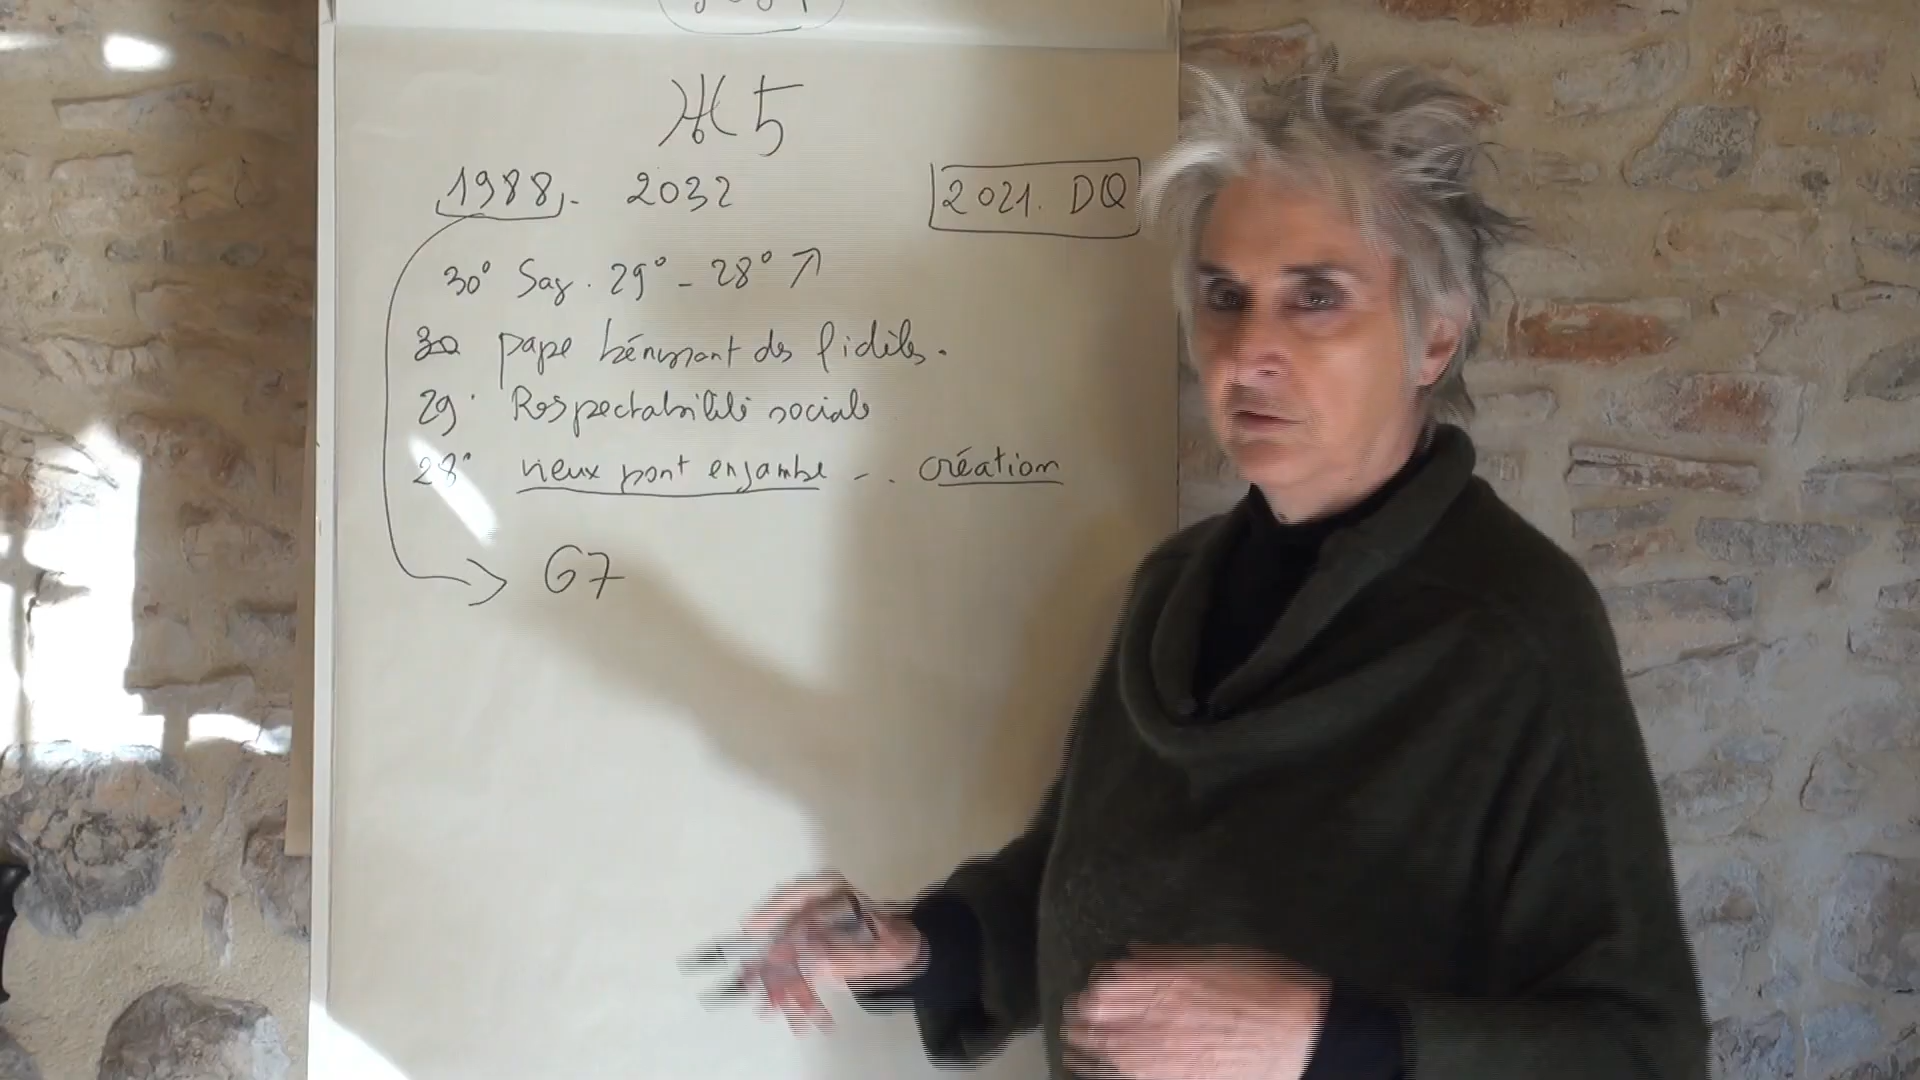 ♅ ♄
1988. 2032
2021. DQ
30° Sag. 29° - 28° ↗
30 pape bénissant des fidèles.
29° Respectabilité sociale
28° vieux pont enjambe - . création
G7